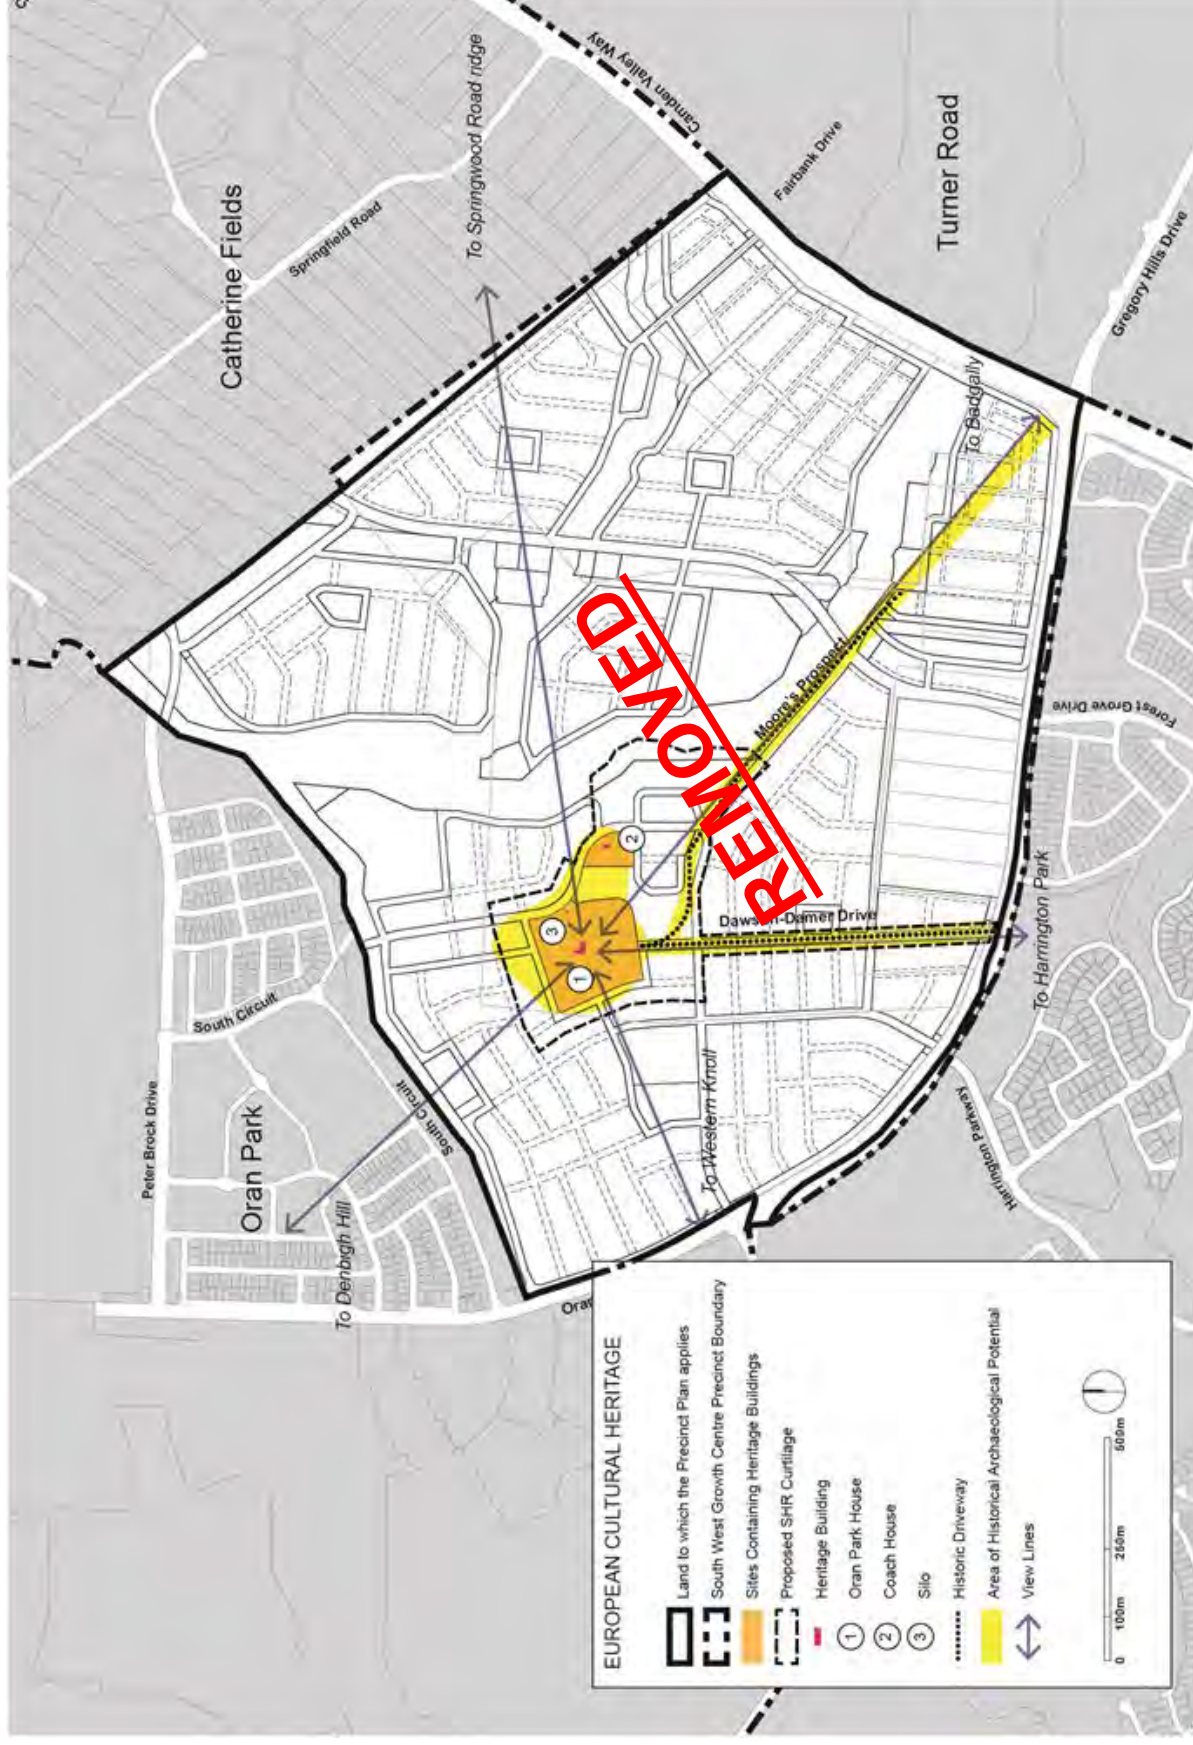 Catherine Fields
Springfield Road
To Springwood Road ridge
Camden Valley Way
Fairbank Drive
Turner Road
Gregory Hills Drive
To Badgally
Peter Brock Drive
South Circuit
Oran Park
South Circuit
To Denbigh Hill
3
1
2
REMOVED
Moore's Prospect
Dawson-Damer Drive
To Western Knoll
To Harrington Park
Forest Grove Drive
Harrington Parkway
Oran
EUROPEAN CULTURAL HERITAGE
Land to which the Precinct Plan applies
South West Growth Centre Precinct Boundary
Sites Containing Heritage Buildings
Proposed SHR Curtilage
Heritage Building
1 Oran Park House
2 Coach House
3 Silo
Historic Driveway
Area of Historical Archaeological Potential
View Lines
0 100m 250m 500m